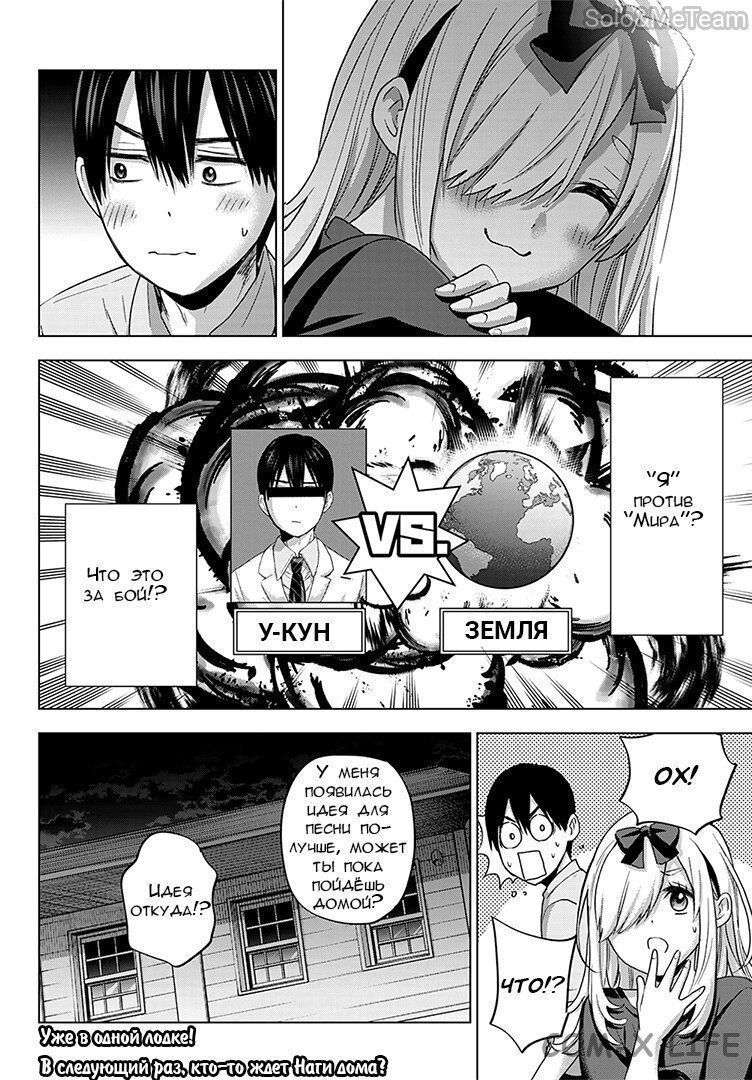 Solo&MeTeam
"Я"
против
"Мира"?
VS.
У-КУН
ЗЕМЛЯ
Что это
за бой!?
Ох!
Что!?
У меня
появилась
идея для
песни по-
лучше, может
ты пока
пойдёшь
домой?
Идея
откуда!?
Уже в одной лодке!
В следующий раз, кто-то ждет Наги дома?
COMX LIFE